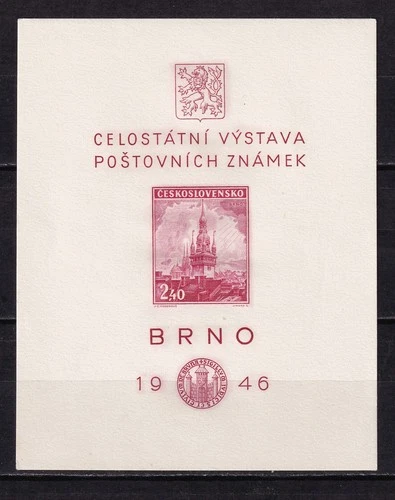 CELOSTÁTNÍ VÝSTAVA
POŠTOVNÍCH ZNÁMEK
ČESKOSLOVENSKO
2,40
BRNO
19 46